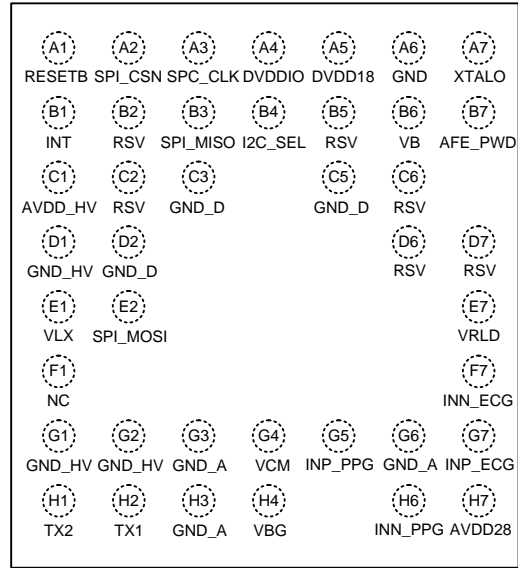 A1 A2 A3 A4 A5 A6 A7
RESETB SPI_CSN SPC_CLK DVDDIO DVDD18 GND XTALO
B1 B2 B3 B4 B5 B6 B7
INT RSV SPI_MISO I2C_SEL RSV VB AFE_PWD
C1 C2 C3 C5 C6
AVDD_HV RSV GND_D GND_D RSV
D1 D2 D6 D7
GND_HV GND_D RSV RSV
E1 E2 E7
VLX SPI_MOSI VRLD
F1 F7
NC INN_ECG
G1 G2 G3 G4 G5 G6 G7
GND_HV GND_HV GND_A VCM INP_PPG GND_A INP_ECG
H1 H2 H3 H4 H6 H7
TX2 TX1 GND_A VBG INN_PPG AVDD28